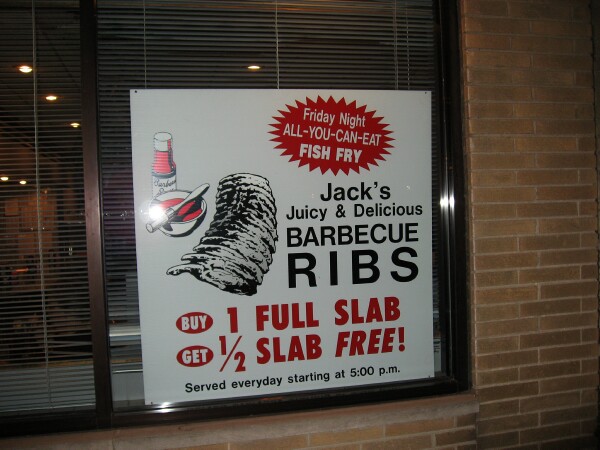 Friday Night
ALL-YOU-CAN-EAT
FISH FRY
Jack's
Juicy & Delicious
BARBECUE
RIBS
BUY 1 FULL SLAB
GET ½ SLAB FREE!
Served everyday starting at 5:00 p.m.